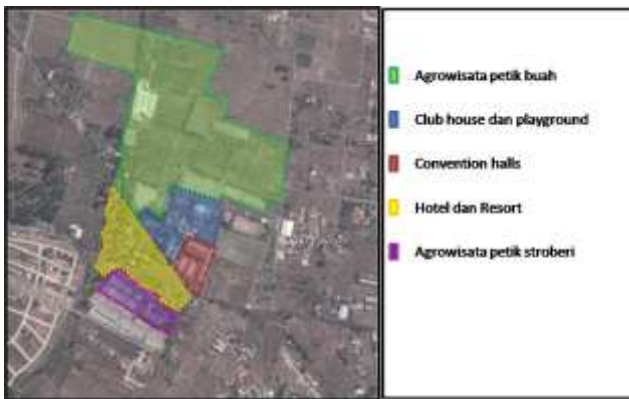 Agrowisata petik buah
Club house dan playground
Convention halls
Hotel dan Resort
Agrowisata petik stroberi